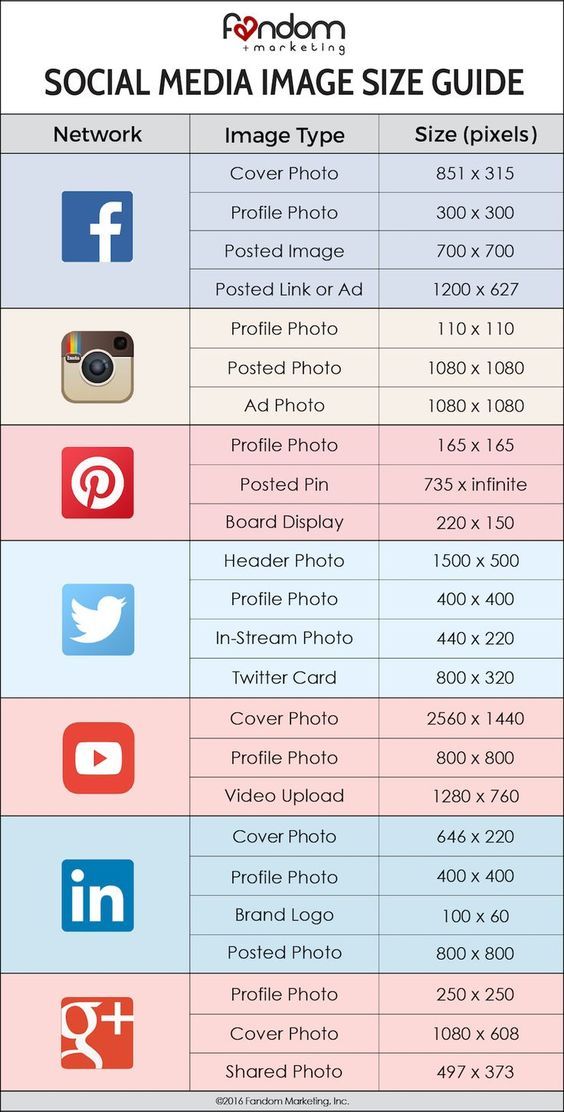 fandom
+marketing
SOCIAL MEDIA IMAGE SIZE GUIDE
Network Image Type Size (pixels)
Cover Photo 851 x 315
Profile Photo 300 x 300
Posted Image 700 x 700
Posted Link or Ad 1200 x 627
Insta
Profile Photo 110 x 110
Posted Photo 1080 x 1080
Ad Photo 1080 x 1080
Profile Photo 165 x 165
Posted Pin 735 x infinite
Board Display 220 x 150
Header Photo 1500 x 500
Profile Photo 400 x 400
In-Stream Photo 440 x 220
Twitter Card 800 x 320
Cover Photo 2560 x 1440
Profile Photo 800 x 800
Video Upload 1280 x 760
Cover Photo 646 x 220
Profile Photo 400 x 400
in
Brand Logo 100 x 60
Posted Photo 800 x 800
Profile Photo 250 x 250
g+
Cover Photo 1080 x 608
Shared Photo 497 x 373
©2016 Fandom Marketing, Inc.